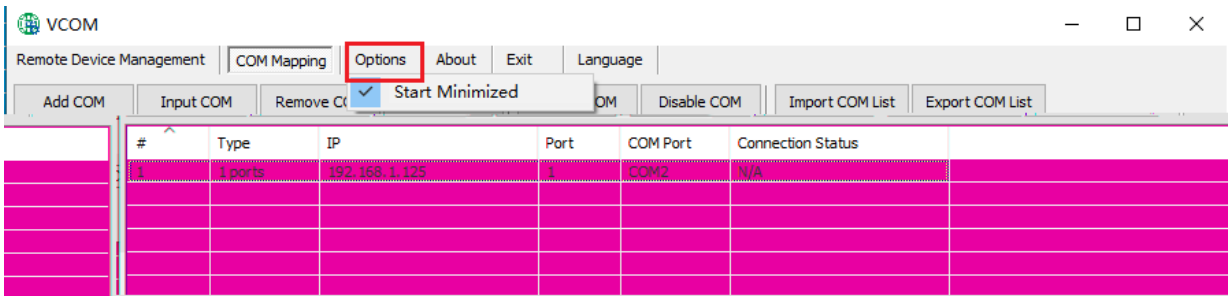 VCOM
Remote Device Management COM Mapping Options About Exit Language
Start Minimized
Add COM Input COM Remove OM Disable COM Import COM List Export COM List
# Type IP Port COM Port Connection Status
1 1 ports 192.168.1.125 1 COM2 N/A